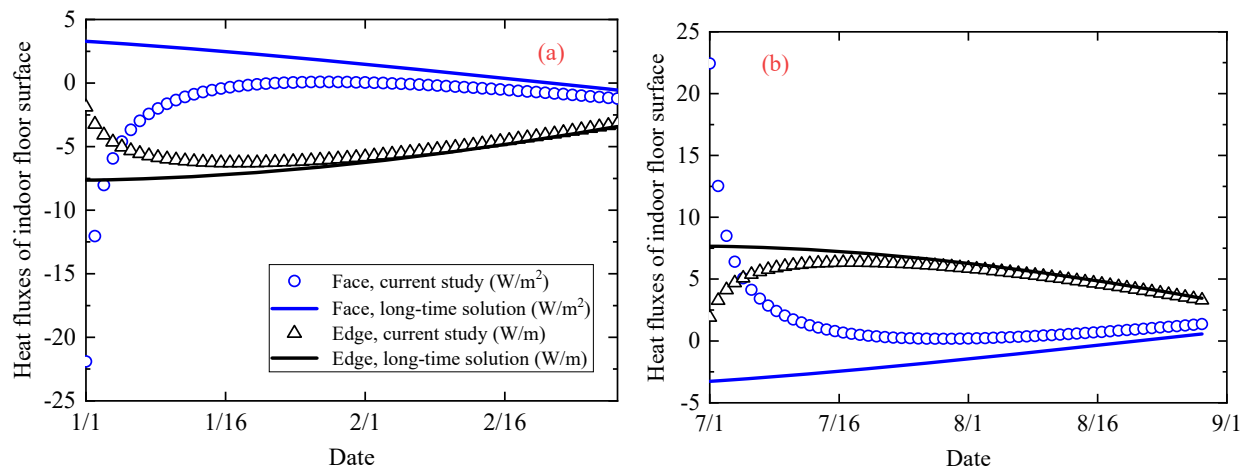 Heat fluxes of indoor floor surface
5
0
-5
-10
-15
-20
-25
(a)
Face, current study (W/m²)
Face, long-time solution (W/m²)
Edge, current study (W/m)
Edge, long-time solution (W/m)
1/1 1/16 2/1 2/16
Date
Heat fluxes of indoor floor surface
25
20
15
10
5
0
-5
(b)
7/1 7/16 8/1 8/16 9/1
Date